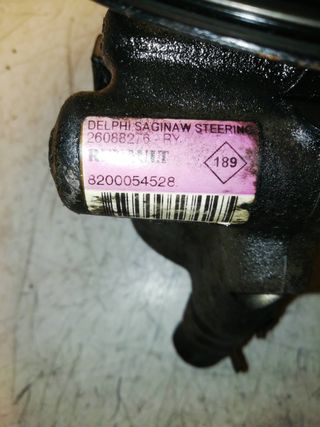 DELPHI SAGINAW STEERING
26088276 - RY
RENAULT
189
8200054528